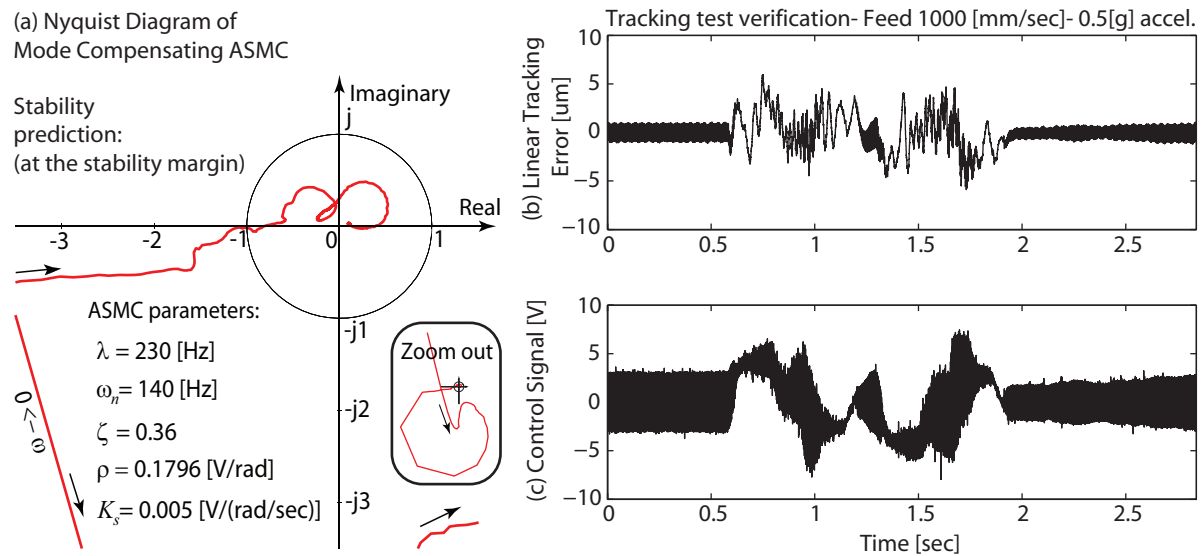 (a) Nyquist Diagram of
Mode Compensating ASMC
Stability
prediction:
(at the stability margin)
Imaginary
j
Real
-3
-2
-1
0
1
-j1
-j2
-j3
ASMC parameters:
λ = 230 [Hz]
ωn = 140 [Hz]
ζ = 0.36
ρ = 0.1796 [V/rad]
Ks = 0.005 [V/(rad/sec)]
ω -> 0
Zoom out
Tracking test verification- Feed 1000 [mm/sec]- 0.5[g] accel.
(b) Linear Tracking
Error [um]
10
5
0
−5
−10
0
0.5
1
1.5
2
2.5
(c) Control Signal [V]
10
5
0
−5
−10
0
0.5
1
1.5
2
2.5
Time [sec]